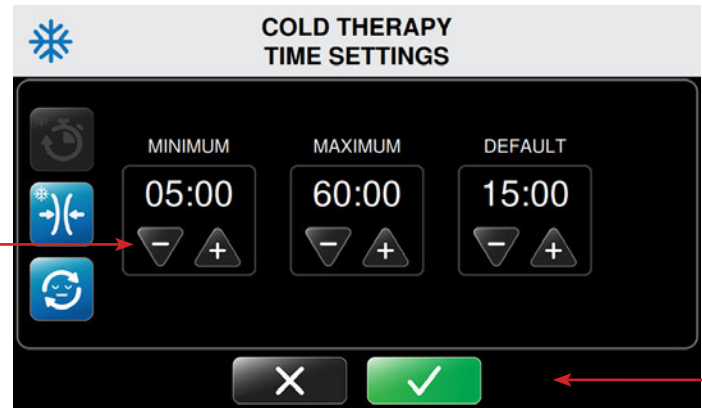 COLD THERAPY
TIME SETTINGS
MINIMUM MAXIMUM DEFAULT
05:00 60:00 15:00